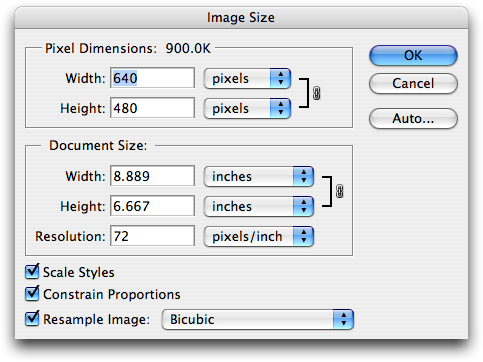 Image Size
Pixel Dimensions: 900.0K
Width: 640 pixels
Height: 480 pixels
OK
Cancel
Auto...
Document Size:
Width: 8.889 inches
Height: 6.667 inches
Resolution: 72 pixels/inch
Scale Styles
Constrain Proportions
Resample Image: Bicubic